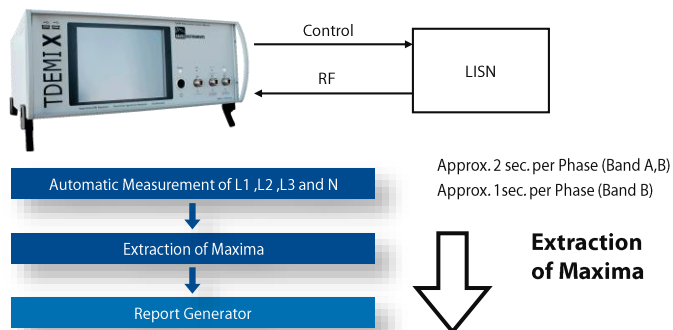 TDEMI X
Control
RF
LISN
Approx. 2 sec. per Phase (Band A,B)
Approx. 1sec. per Phase (Band B)
Automatic Measurement of L1 ,L2 ,L3 and N
Extraction of Maxima
Report Generator
Extraction
of Maxima